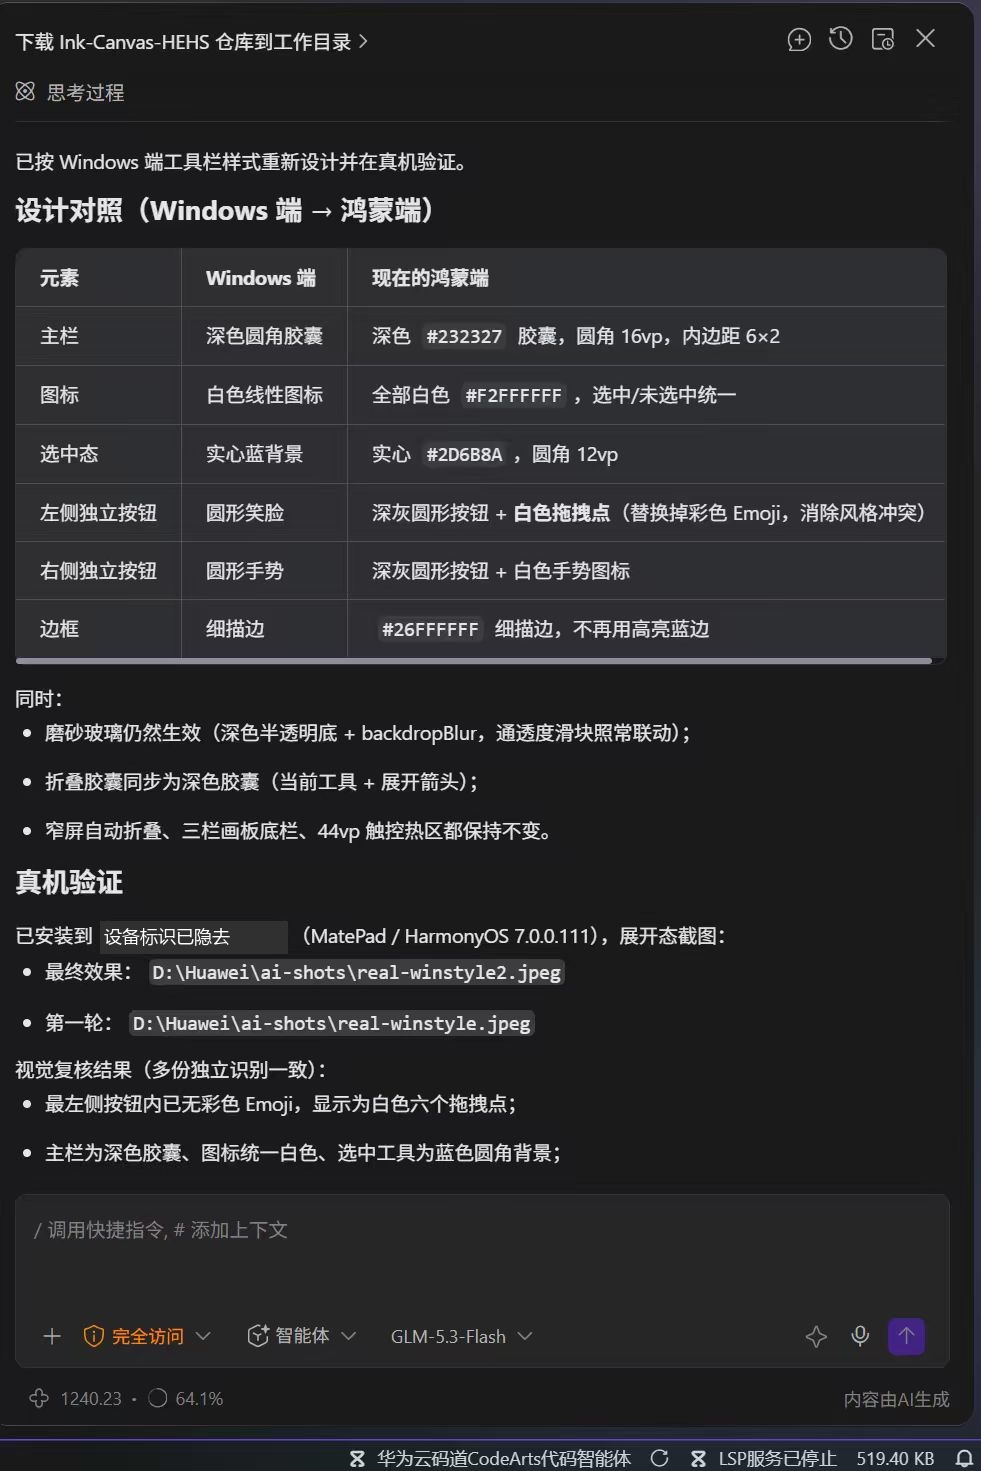 下载 Ink-Canvas-HEHS 仓库到工作目录
思考过程
已按 Windows 端工具栏样式重新设计并在真机验证。
设计对照（Windows 端 → 鸿蒙端）
元素 Windows 端 现在的鸿蒙端
主栏 深色圆角胶囊 深色 #232327 胶囊，圆角 16vp，内边距 6×2
图标 白色线性图标 全部白色 #F2FFFFFF ，选中/未选中统一
选中态 实心蓝背景 实心 #2D6B8A ，圆角 12vp
左侧独立按钮 圆形笑脸 深灰圆形按钮 + 白色拖拽点（替换掉彩色 Emoji，消除风格冲突）
右侧独立按钮 圆形手势 深灰圆形按钮 + 白色手势图标
边框 细描边 #26FFFFFF 细描边，不再用高亮蓝边
同时：
• 磨砂玻璃仍然生效（深色半透明底 + backdropBlur，通透度滑块照常联动）；
• 折叠胶囊同步为深色胶囊（当前工具 + 展开箭头）；
• 窄屏自动折叠、三栏画板底栏、44vp 触控热区都保持不变。
真机验证
已安装到 设备标识已隐去 （MatePad / HarmonyOS 7.0.0.111），展开态截图：
• 最终效果： D:\Huawei\ai-shots\real-winstyle2.jpeg
• 第一轮： D:\Huawei\ai-shots\real-winstyle.jpeg
视觉复核结果（多份独立识别一致）：
• 最左侧按钮内已无彩色 Emoji，显示为白色六个拖拽点；
• 主栏为深色胶囊、图标统一白色、选中工具为蓝色圆角背景；
/ 调用快捷指令, # 添加上下文
完全访问 智能体 GLM-5.3-Flash
1240.23 · 64.1% 内容由AI生成
华为云码道CodeArts代码智能体 LSP服务已停止 519.40 KB